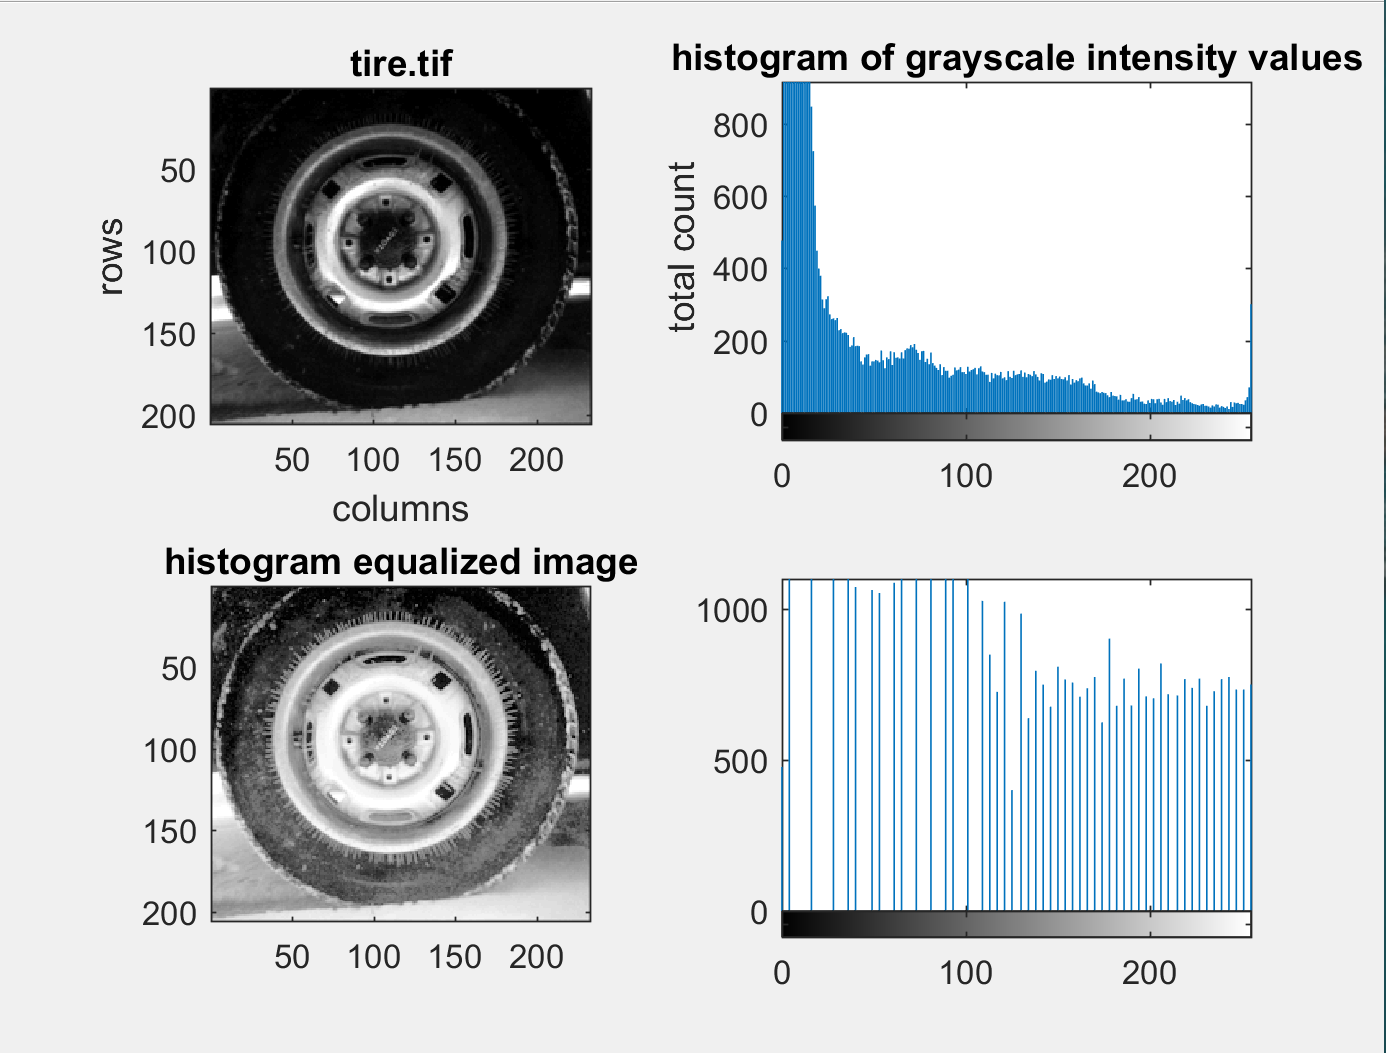 tire.tif
rows
50
100
150
200
50 100 150 200
columns
histogram of grayscale intensity values
total count
800
600
400
200
0
0 100 200
histogram equalized image
50
100
150
200
50 100 150 200
1000
500
0
0 100 200